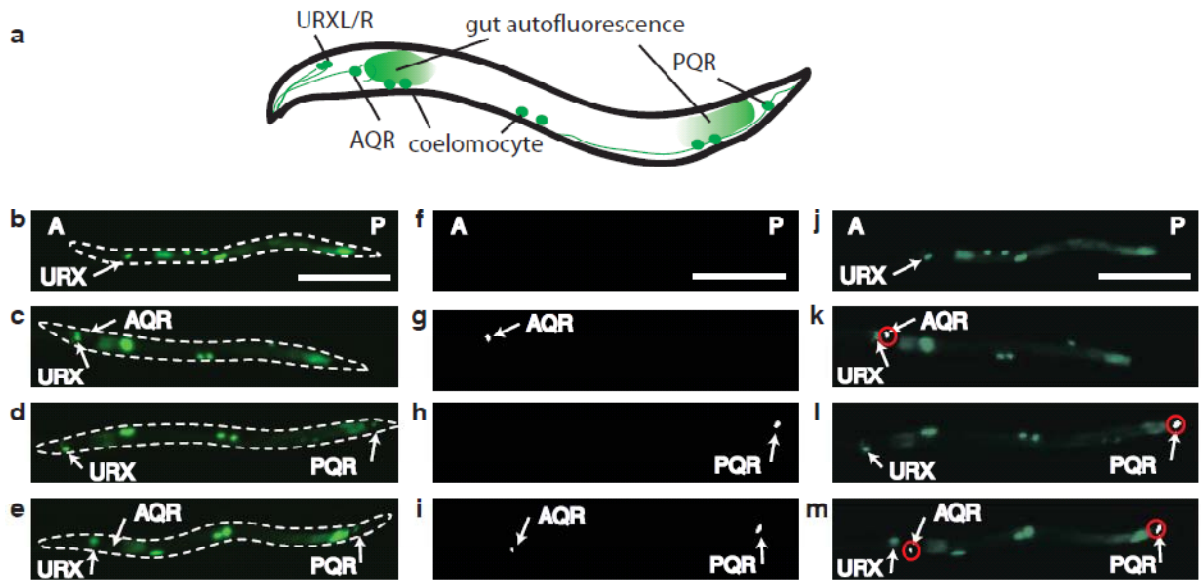 a
URXL/R
gut autofluorescence
PQR
AQR
coelomocyte
b
A
P
URX
f
A
P
j
A
P
URX
c
AQR
URX
g
AQR
k
AQR
URX
d
URX
PQR
h
PQR
l
URX
PQR
e
AQR
URX
PQR
i
AQR
PQR
m
AQR
URX
PQR